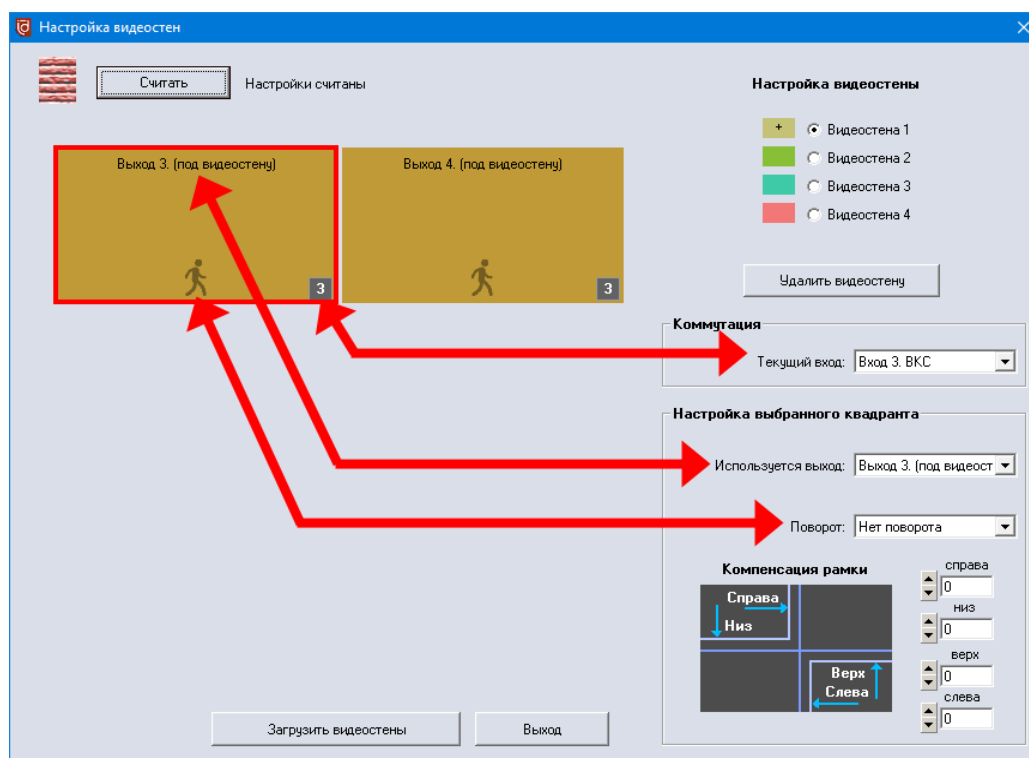 Настройка видеостен
Считать
Настройки считаны
Настройка видеостены
+
Видеостена 1
Видеостена 2
Видеостена 3
Видеостена 4
Удалить видеостену
Выход 3. (под видеостену)
3
Выход 4. (под видеостену)
3
Коммутация
Текущий вход: Вход 3. ВКС
Настройка выбранного квадранта
Используется выход: Выход 3. (под видеост
Поворот: Нет поворота
Компенсация рамки
Справа
Низ
Верх
Слева
справа
0
низ
0
верх
0
слева
0
Загрузить видеостены
Выход